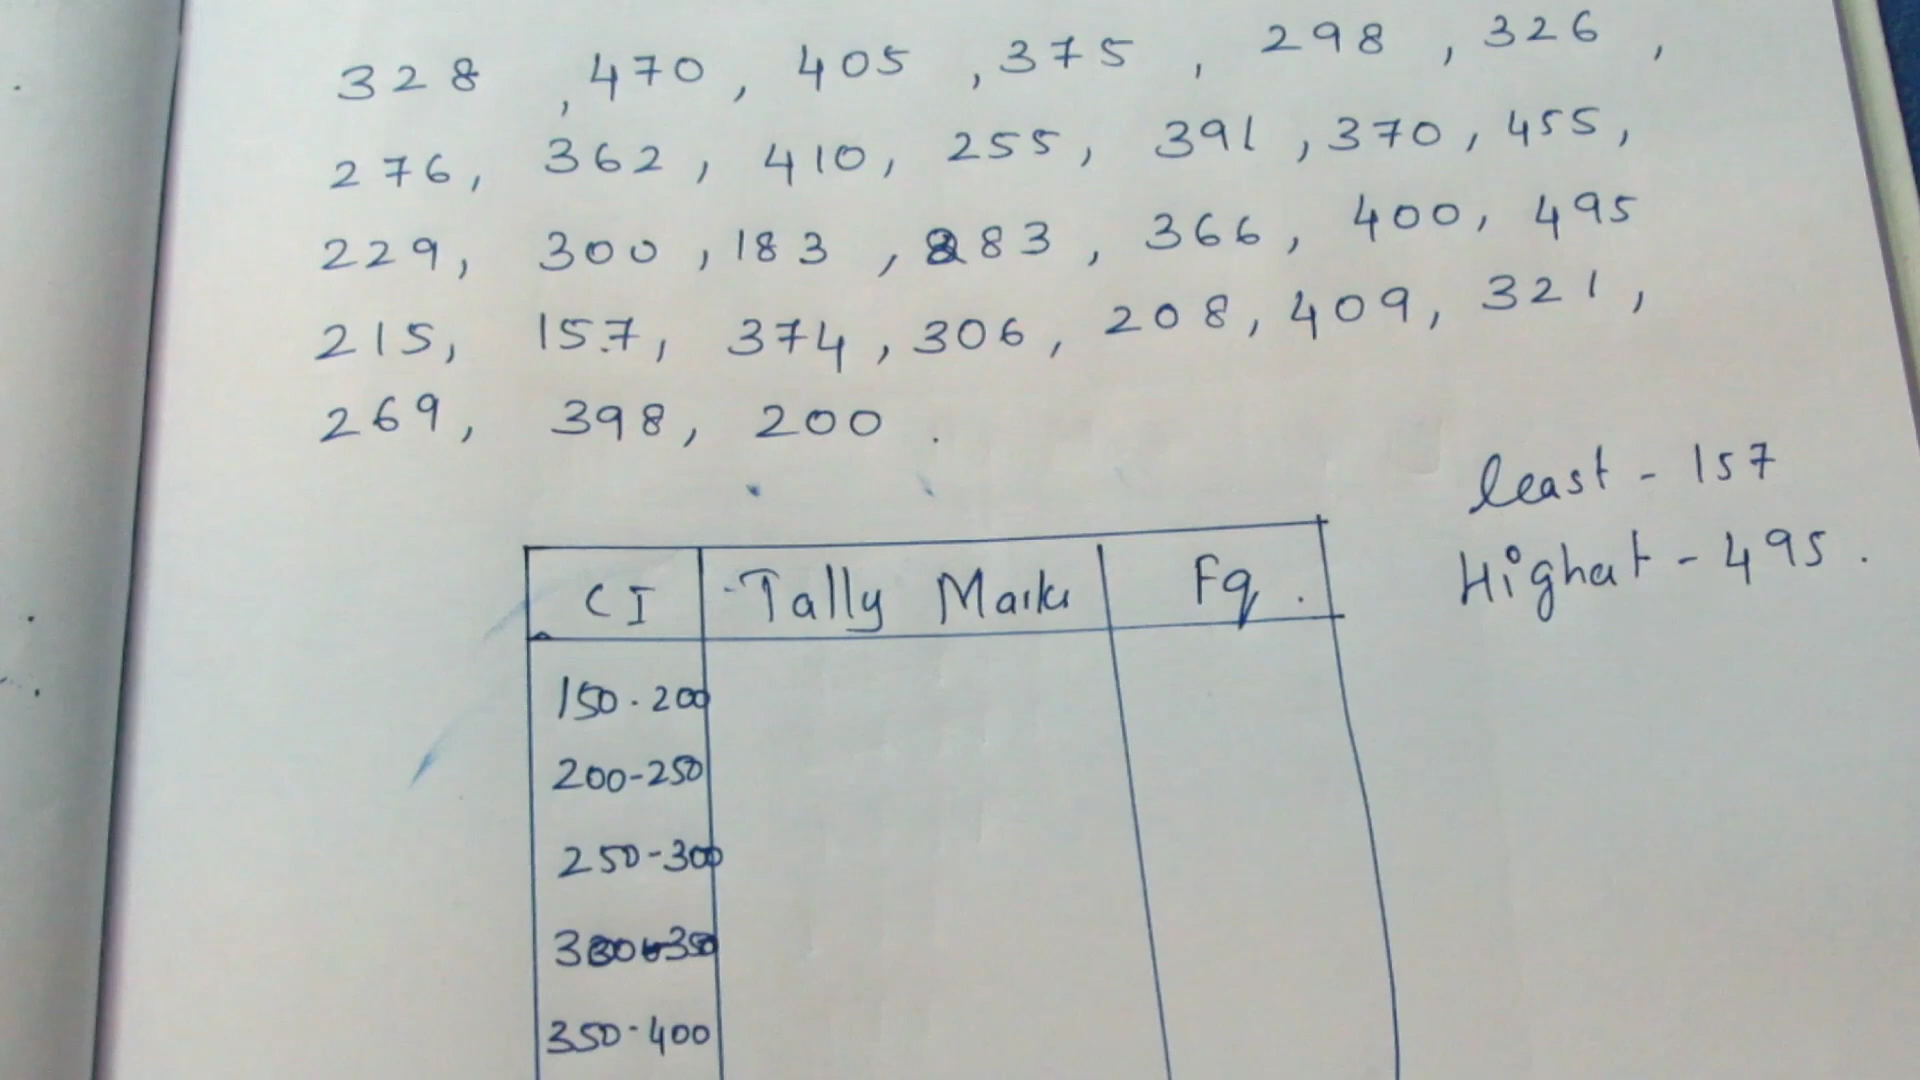 328 , 470, 405 , 375 , 298 , 326 ,
276, 362, 410, 255, 391, 370, 455,
229, 300, 183, 283, 366, 400, 495
215, 157, 374, 306, 208, 409, 321,
269, 398, 200 .
least - 157
Highat - 495 .
CI Tally Marks Fq .
150-200
200-250
250-300
300-350
350-400